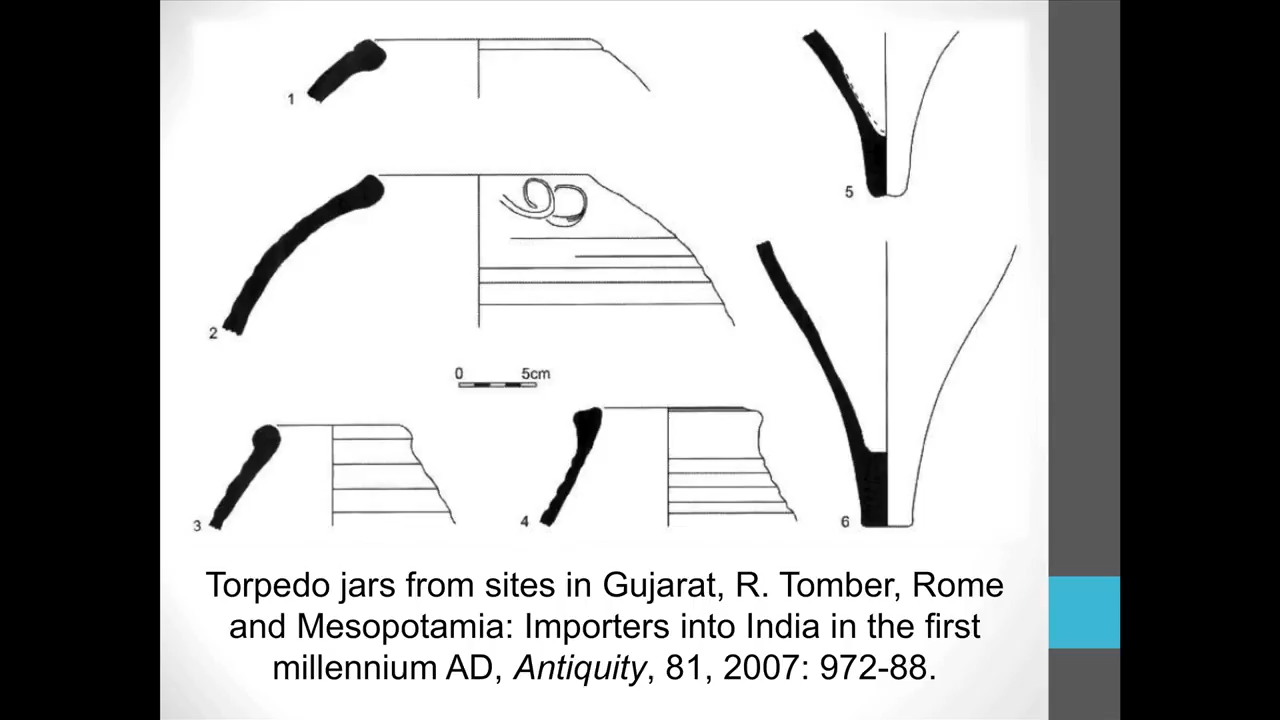 1
5
2
0 5cm
3
4
6
Torpedo jars from sites in Gujarat, R. Tomber, Rome
and Mesopotamia: Importers into India in the first
millennium AD, Antiquity, 81, 2007: 972-88.